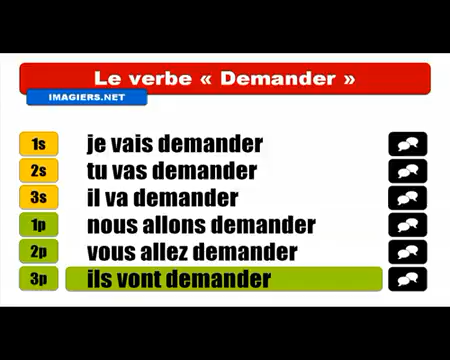 Le verbe « Demander »
IMAGIERS.NET
1s je vais demander
2s tu vas demander
3s il va demander
1p nous allons demander
2p vous allez demander
3p ils vont demander